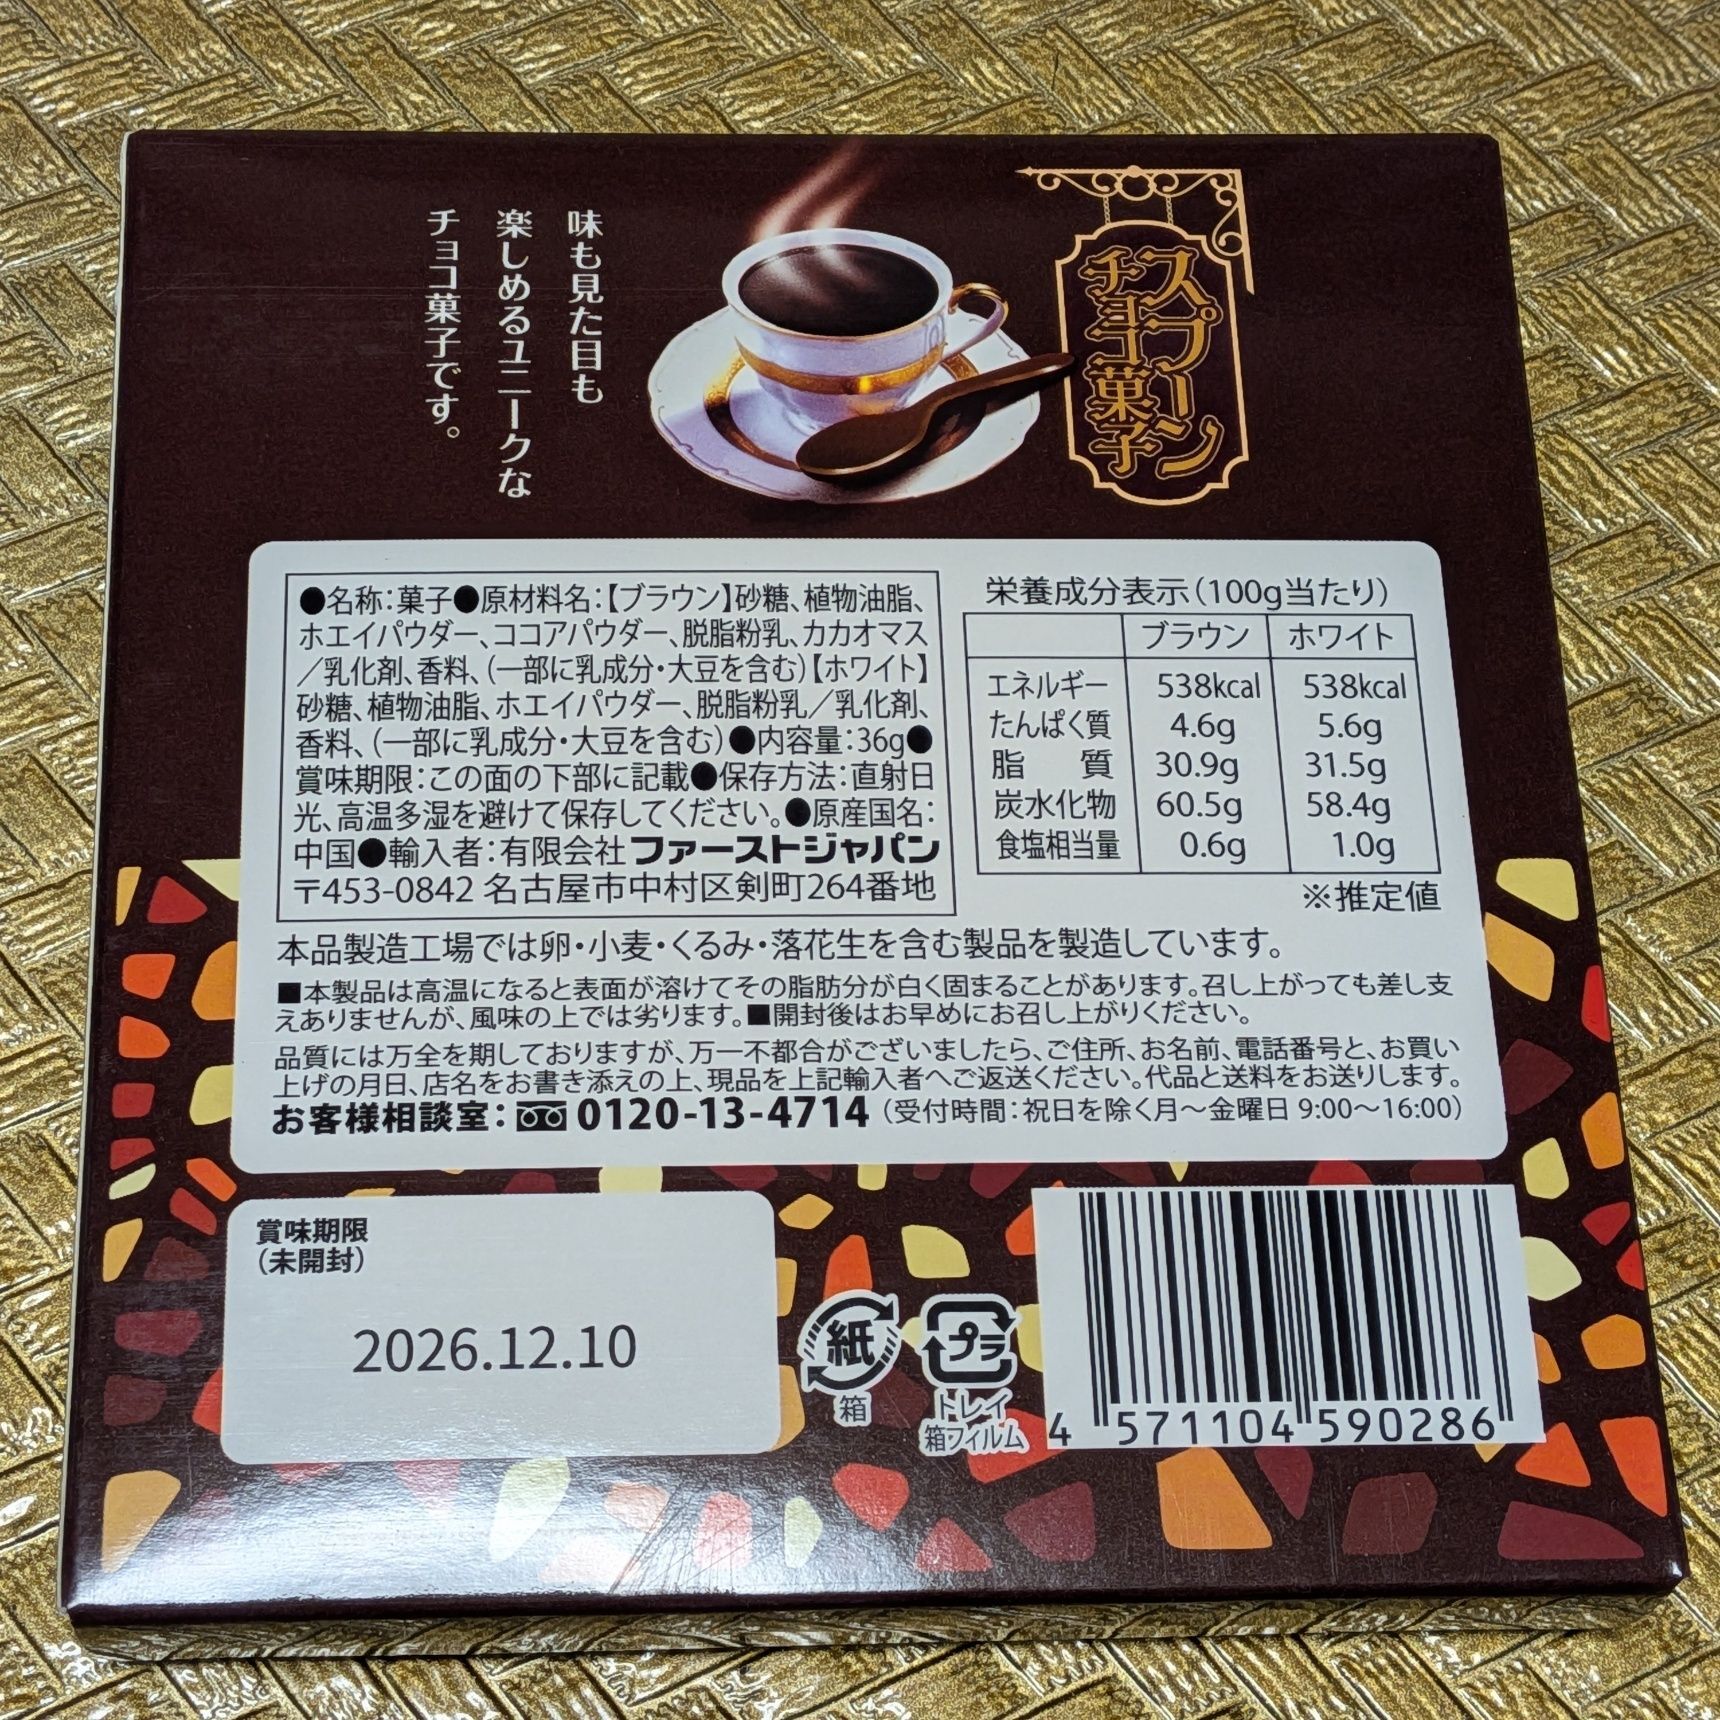 スプーン
チョコ菓子
味も見た目も
楽しめるユニークな
チョコ菓子です。
●名称：菓子●原材料名：【ブラウン】砂糖、植物油脂、
ホエイパウダー、ココアパウダー、脱脂粉乳、カカオマス
／乳化剤、香料、（一部に乳成分・大豆を含む）【ホワイト】
砂糖、植物油脂、ホエイパウダー、脱脂粉乳／乳化剤、
香料、（一部に乳成分・大豆を含む）●内容量：36g●
賞味期限：この面の下部に記載●保存方法：直射日
光、高温多湿を避けて保存してください。●原産国名：
中国●輸入者：有限会社ファーストジャパン
〒453-0842 名古屋市中村区剣町264番地
栄養成分表示（100g当たり）
ブラウン ホワイト
エネルギー 538kcal 538kcal
たんぱく質 4.6g 5.6g
脂 質 30.9g 31.5g
炭水化物 60.5g 58.4g
食塩相当量 0.6g 1.0g
※推定値
本品製造工場では卵・小麦・くるみ・落花生を含む製品を製造しています。
■本製品は高温になると表面が溶けてその脂肪分が白く固まることがあります。召し上がっても差し支
えありませんが、風味の上では劣ります。■開封後はお早めにお召し上がりください。
品質には万全を期しておりますが、万一不都合がございましたら、ご住所、お名前、電話番号と、お買い
上げの月日、店名をお書き添えの上、現品を上記輸入者へご返送ください。代品と送料をお送りします。
お客様相談室：0120-13-4714（受付時間：祝日を除く月〜金曜日 9:00〜16:00）
賞味期限
（未開封）
2026.12.10
紙
箱
プラ
トレイ
箱フィルム
4 571104 590286